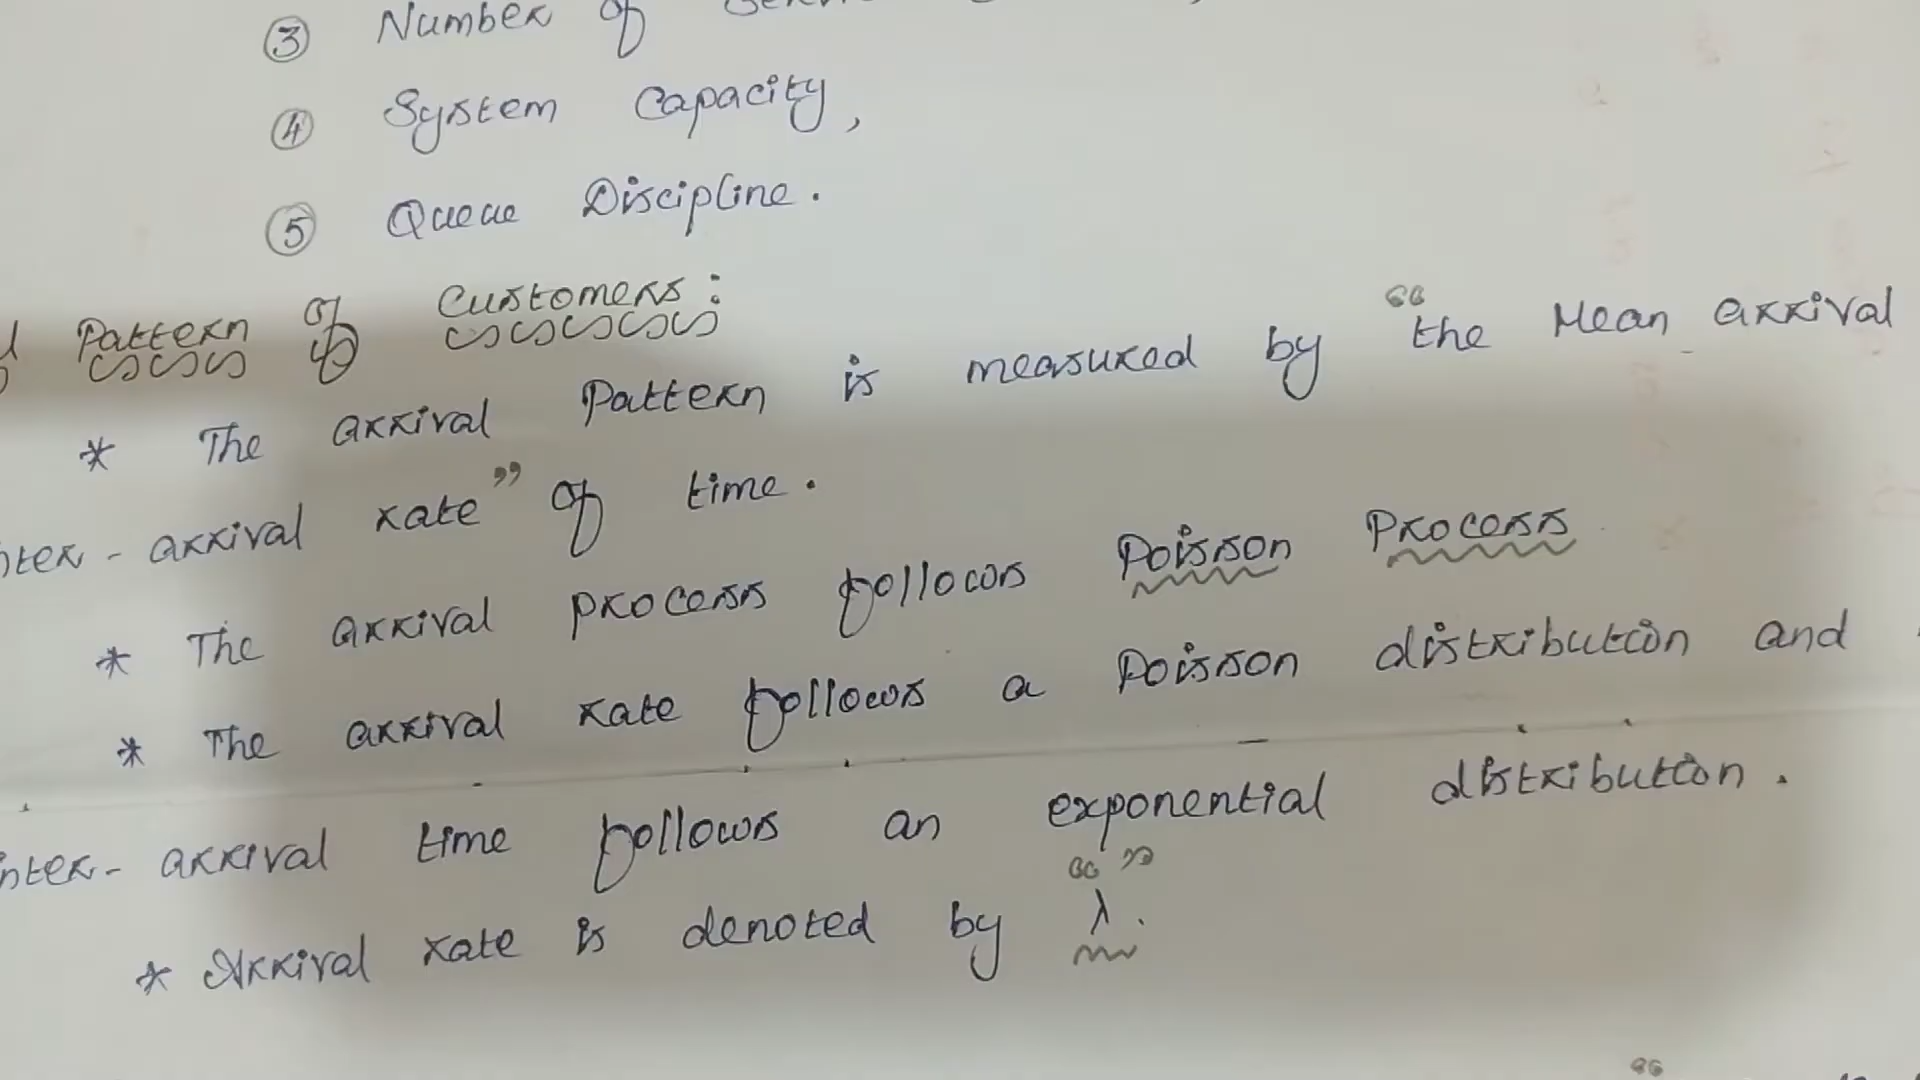 ③ Number of
④ System Capacity,
⑤ Queue Discipline.
Pattern of Customers:
* The arrival Pattern is measured by “the Mean arrival
inter-arrival rate” of time.
* The arrival process follows Poisson Process
* The arrival rate follows a Poisson distribution and
inter-arrival time follows an exponential distribution.
* Arrival rate is denoted by “λ”.